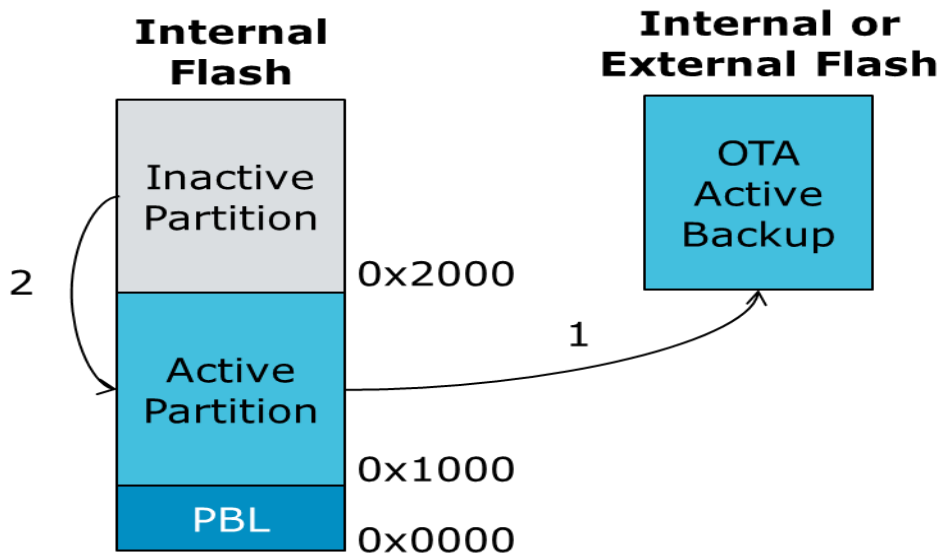 Internal
Flash
Internal or
External Flash
Inactive
Partition
OTA
Active
Backup
0x2000
2
1
Active
Partition
0x1000
PBL
0x0000